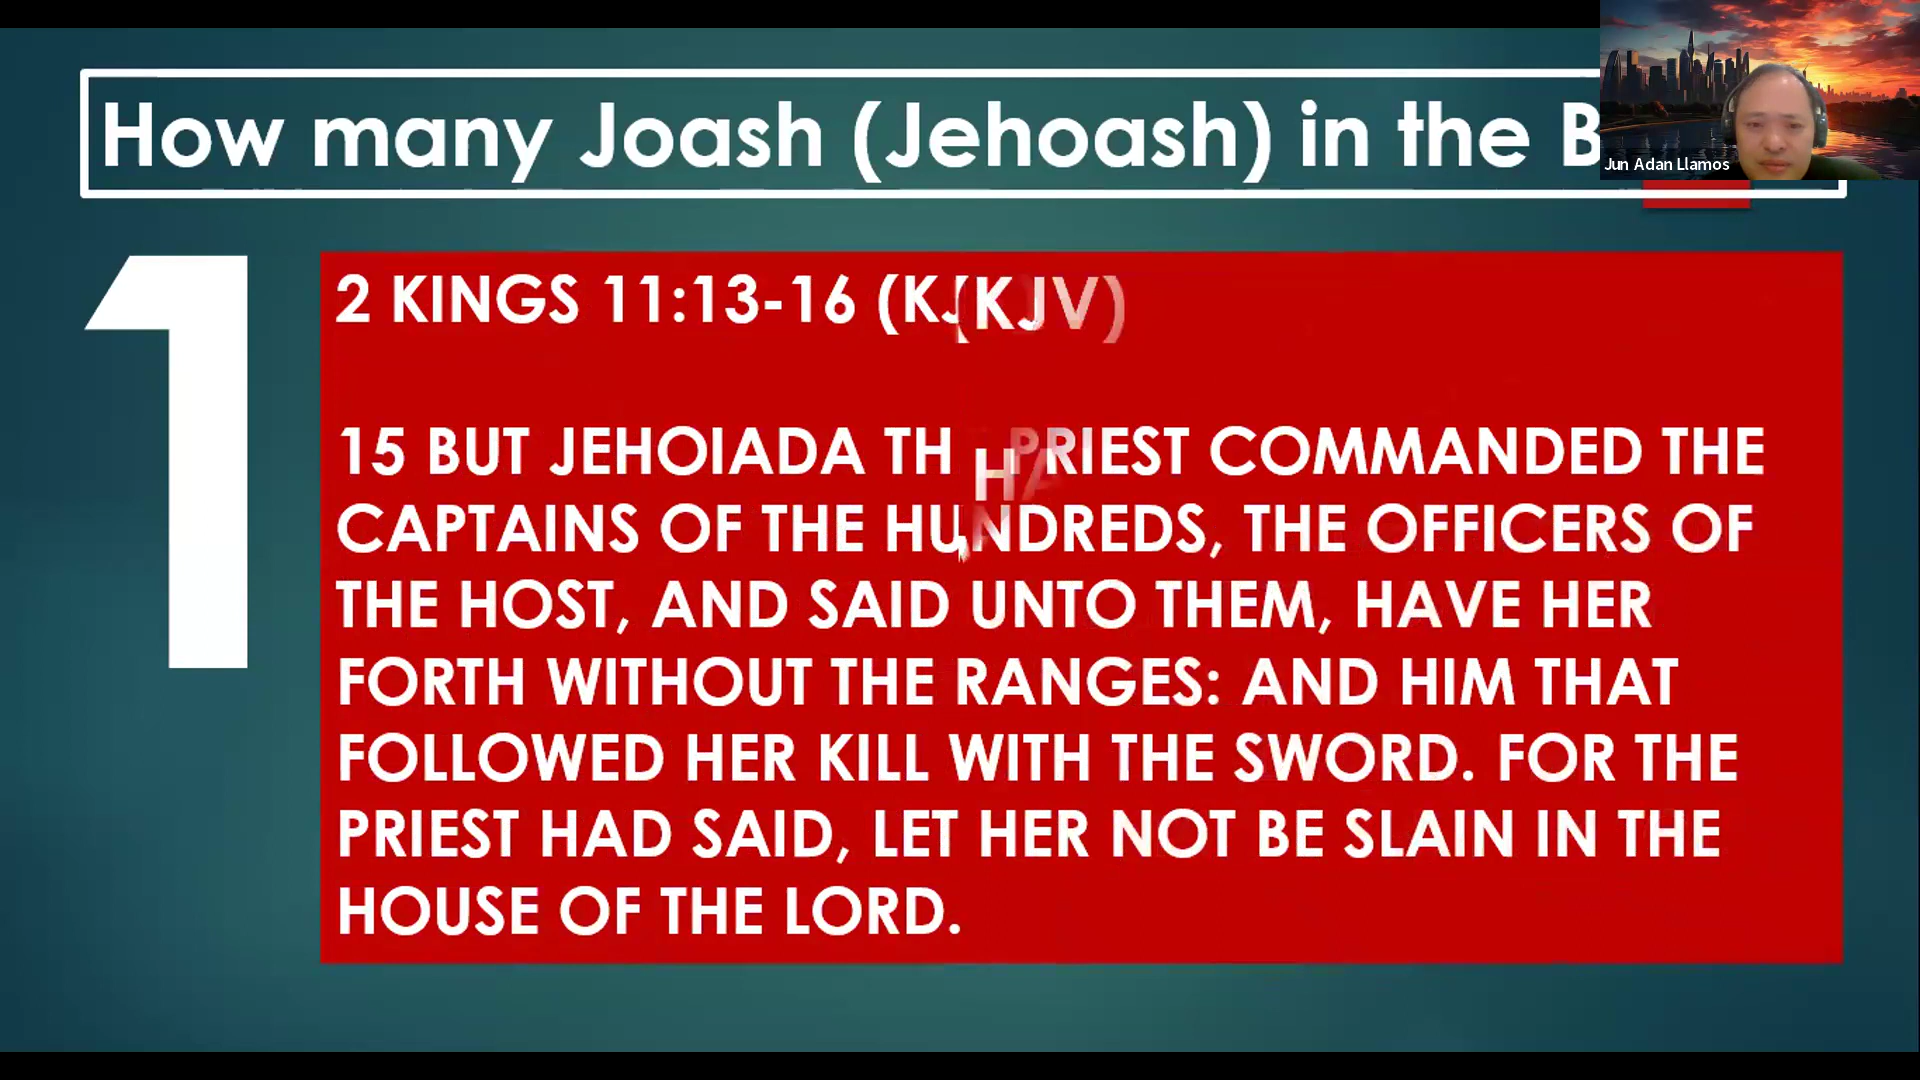 How many Joash (Jehoash) in the B
Jun Adan Llamos
1
2 KINGS 11:13-16 (KJV)
15 BUT JEHOIADA TH PRIEST COMMANDED THE
CAPTAINS OF THE HUNDREDS, THE OFFICERS OF
THE HOST, AND SAID UNTO THEM, HAVE HER
FORTH WITHOUT THE RANGES: AND HIM THAT
FOLLOWED HER KILL WITH THE SWORD. FOR THE
PRIEST HAD SAID, LET HER NOT BE SLAIN IN THE
HOUSE OF THE LORD.